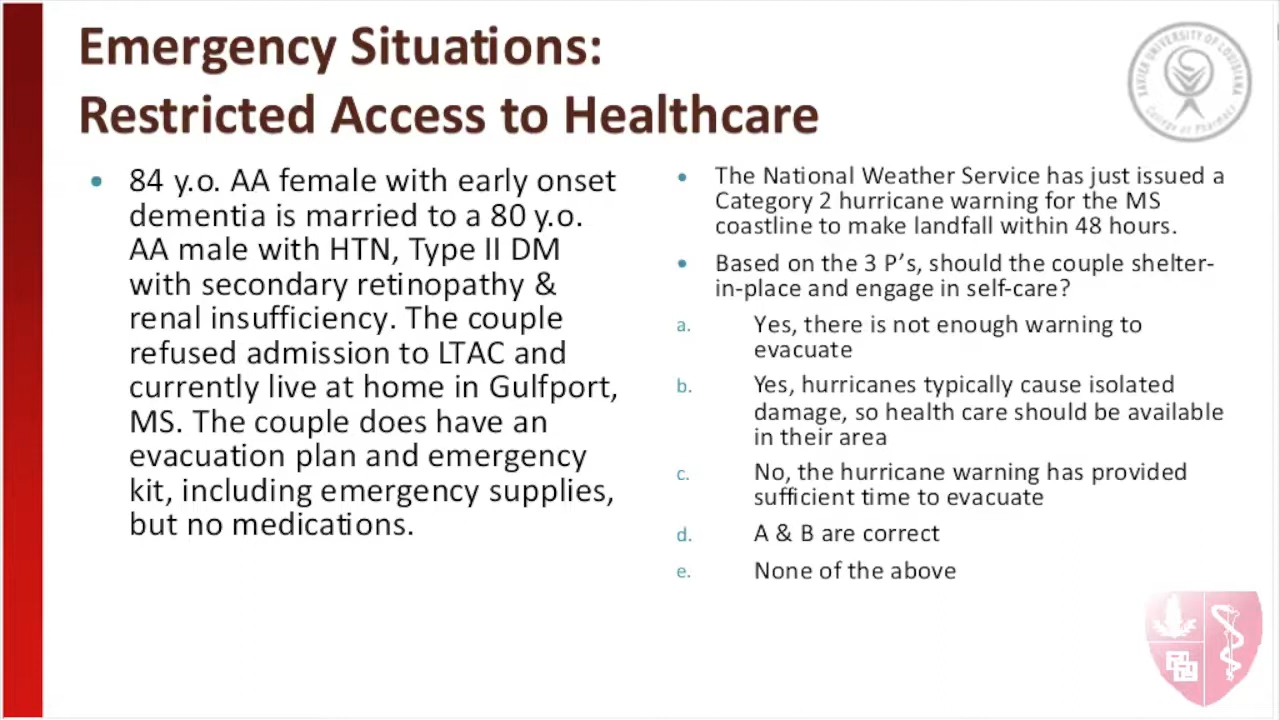 Emergency Situations:
Restricted Access to Healthcare
XAVIER UNIVERSITY OF LOUISIANA
College of Pharmacy
• 84 y.o. AA female with early onset
dementia is married to a 80 y.o.
AA male with HTN, Type II DM
with secondary retinopathy &
renal insufficiency. The couple
refused admission to LTAC and
currently live at home in Gulfport,
MS. The couple does have an
evacuation plan and emergency
kit, including emergency supplies,
but no medications.
• The National Weather Service has just issued a
Category 2 hurricane warning for the MS
coastline to make landfall within 48 hours.
• Based on the 3 P’s, should the couple shelter-
in-place and engage in self-care?
a. Yes, there is not enough warning to
evacuate
b. Yes, hurricanes typically cause isolated
damage, so health care should be available
in their area
c. No, the hurricane warning has provided
sufficient time to evacuate
d. A & B are correct
e. None of the above